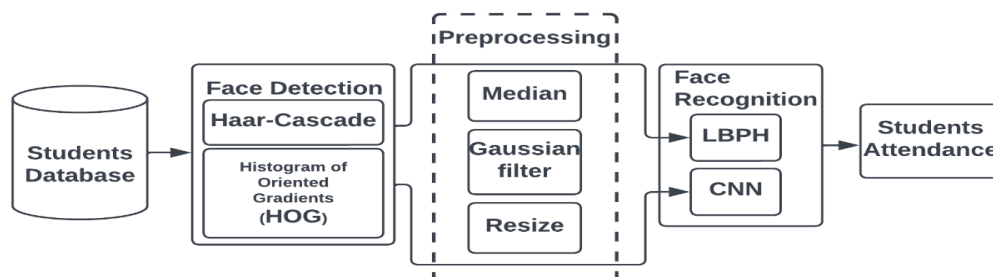 Students
Database
Face Detection
Haar-Cascade
Histogram of
Oriented
Gradients
(HOG)
Preprocessing
Median
Gaussian
filter
Resize
Face
Recognition
LBPH
CNN
Students
Attendance